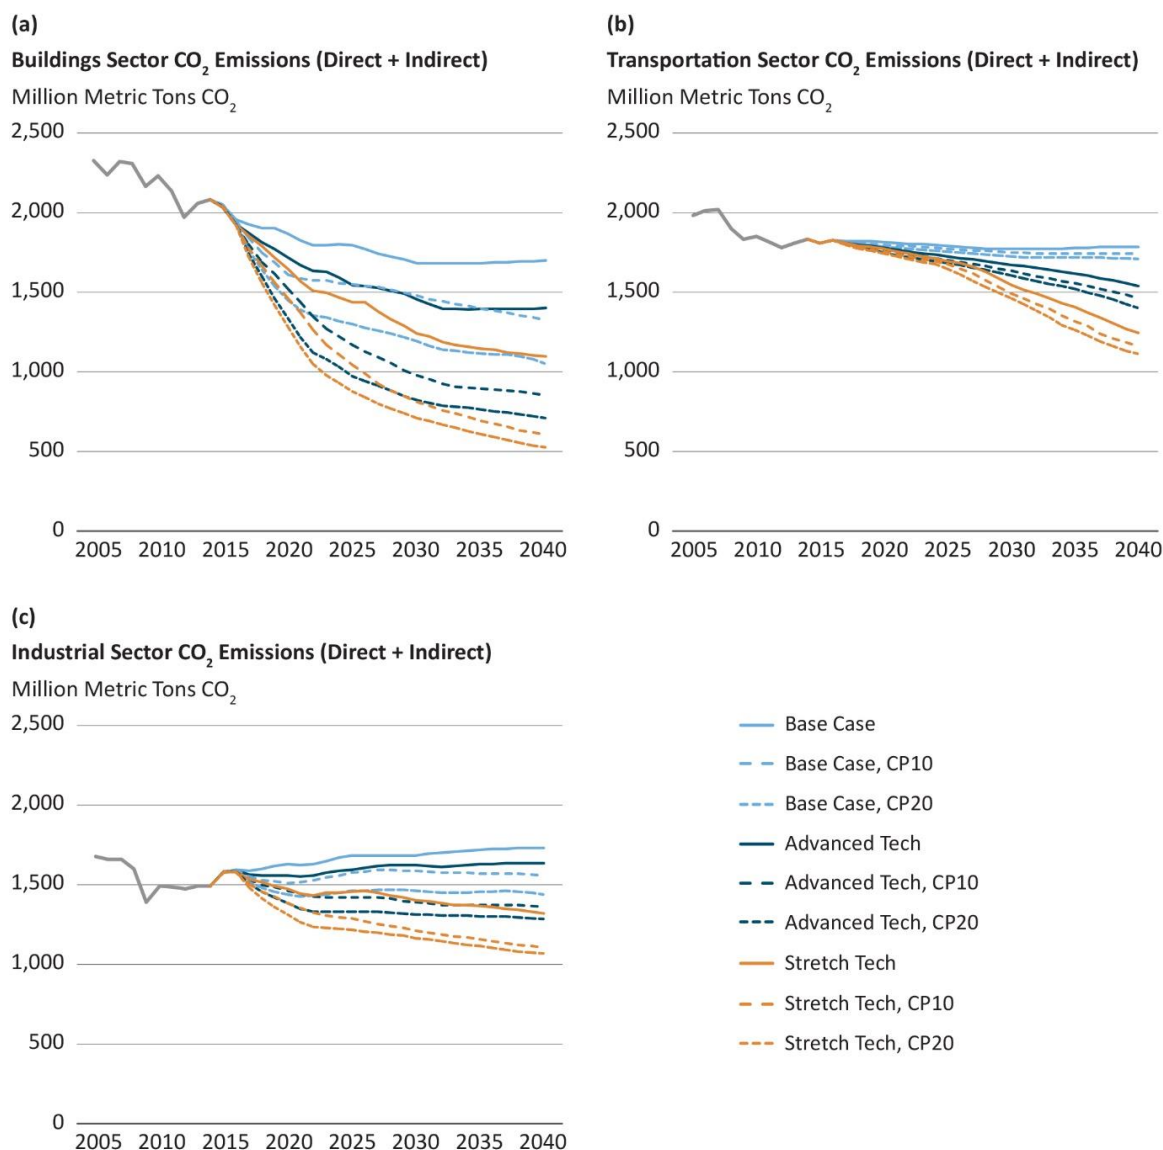 (a)
Buildings Sector CO2 Emissions (Direct + Indirect)
Million Metric Tons CO2
2,500
2,000
1,500
1,000
500
0
2005 2010 2015 2020 2025 2030 2035 2040
(b)
Transportation Sector CO2 Emissions (Direct + Indirect)
Million Metric Tons CO2
2,500
2,000
1,500
1,000
500
0
2005 2010 2015 2020 2025 2030 2035 2040
(c)
Industrial Sector CO2 Emissions (Direct + Indirect)
Million Metric Tons CO2
2,500
2,000
1,500
1,000
500
0
2005 2010 2015 2020 2025 2030 2035 2040
Base Case
Base Case, CP10
Base Case, CP20
Advanced Tech
Advanced Tech, CP10
Advanced Tech, CP20
Stretch Tech
Stretch Tech, CP10
Stretch Tech, CP20